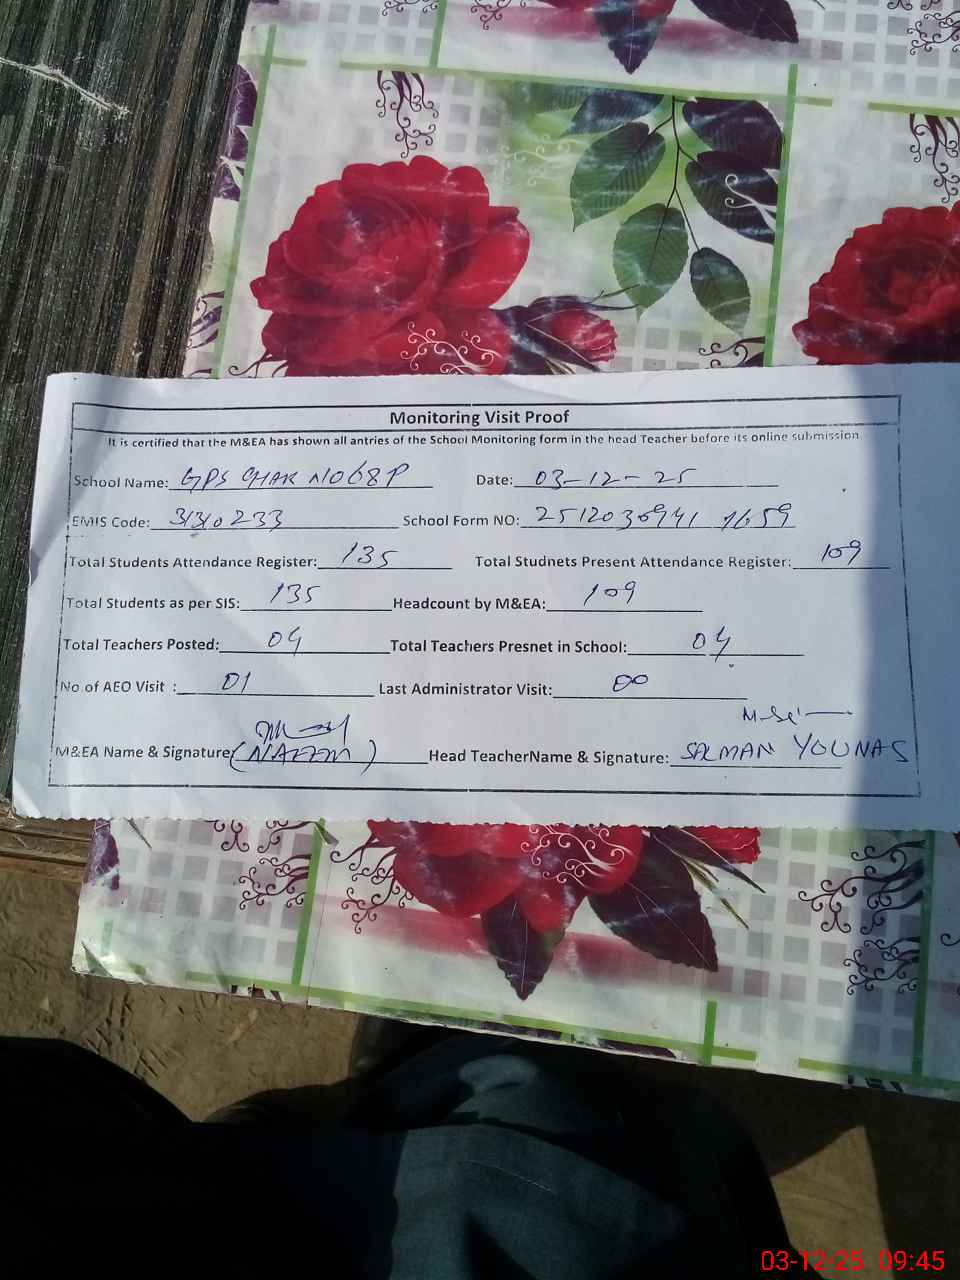 Monitoring Visit Proof
It is certified that the M&EA has shown all antries of the School Monitoring form in the head Teacher before its online submission
School Name: GPS CHAK NO 68P Date: 03-12-25
EMIS Code: 31310233 School Form NO:
Total Students Attendance Register: 135 Total Studnets Present Attendance Register: 109
Total Students as per SIS: 135 Headcount by M&EA: 109
Total Teachers Posted: 04 Total Teachers Presnet in School: 04
No of AEO Visit : 01 Last Administrator Visit: 00
M&EA Name & Signature (NAEEM) Head TeacherName & Signature: SALMAN YOUNAS
03-12-25 09:45